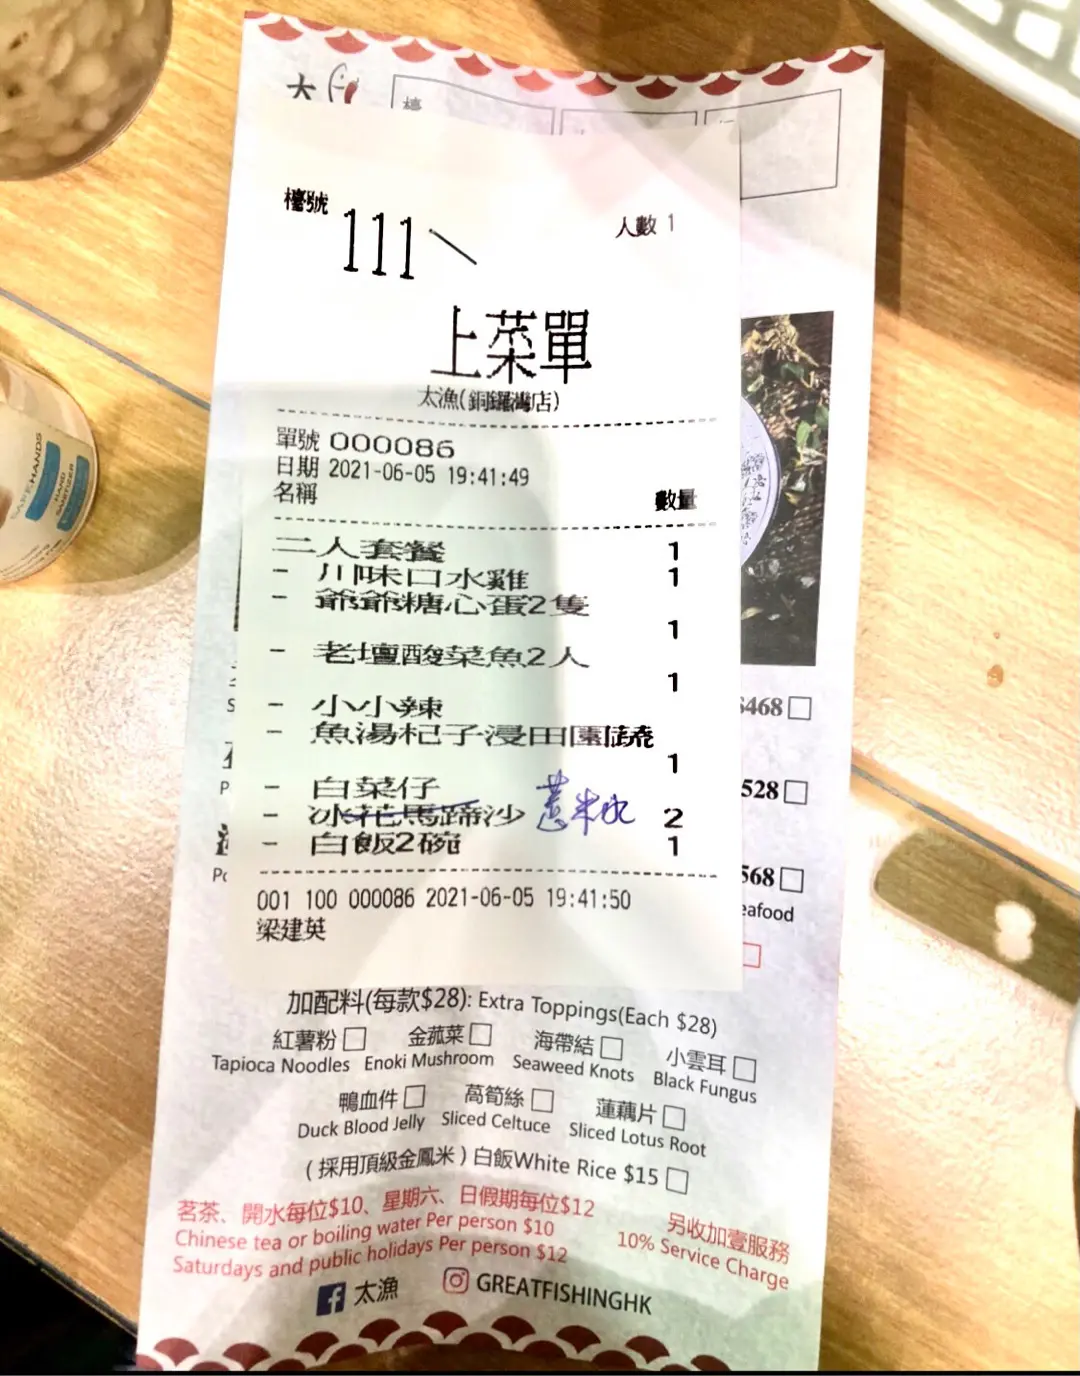 檯號 111
人數 1
上菜單
太漁(銅鑼灣店)
單號 000086
日期 2021-06-05 19:41:49
名稱 數量
二人套餐 1
- 川味口水雞 1
- 爺爺糖心蛋2隻
1
- 老壇酸菜魚2人
1
- 小小辣
- 魚湯杞子浸田園蔬
1
- 白菜仔
- 冰花馬蹄沙 薏米水 2
- 白飯2碗 1
001 100 000086 2021-06-05 19:41:50
梁建英
$468
528
568
eafood
加配料(每款$28): Extra Toppings(Each $28)
紅薯粉 金菰菜 海帶結 小雲耳
Tapioca Noodles Enoki Mushroom Seaweed Knots Black Fungus
鴨血件 萵筍絲 蓮藕片
Duck Blood Jelly Sliced Celtuce Sliced Lotus Root
(採用頂級金鳳米)白飯White Rice $15
茗茶、開水每位$10、星期六、日假期每位$12
Chinese tea or boiling water Per person $10
Saturdays and public holidays Per person $12
另收加壹服務
10% Service Charge
太漁 GREATFISHINGHK
SAFEHANDS
HAND
SANITIZER